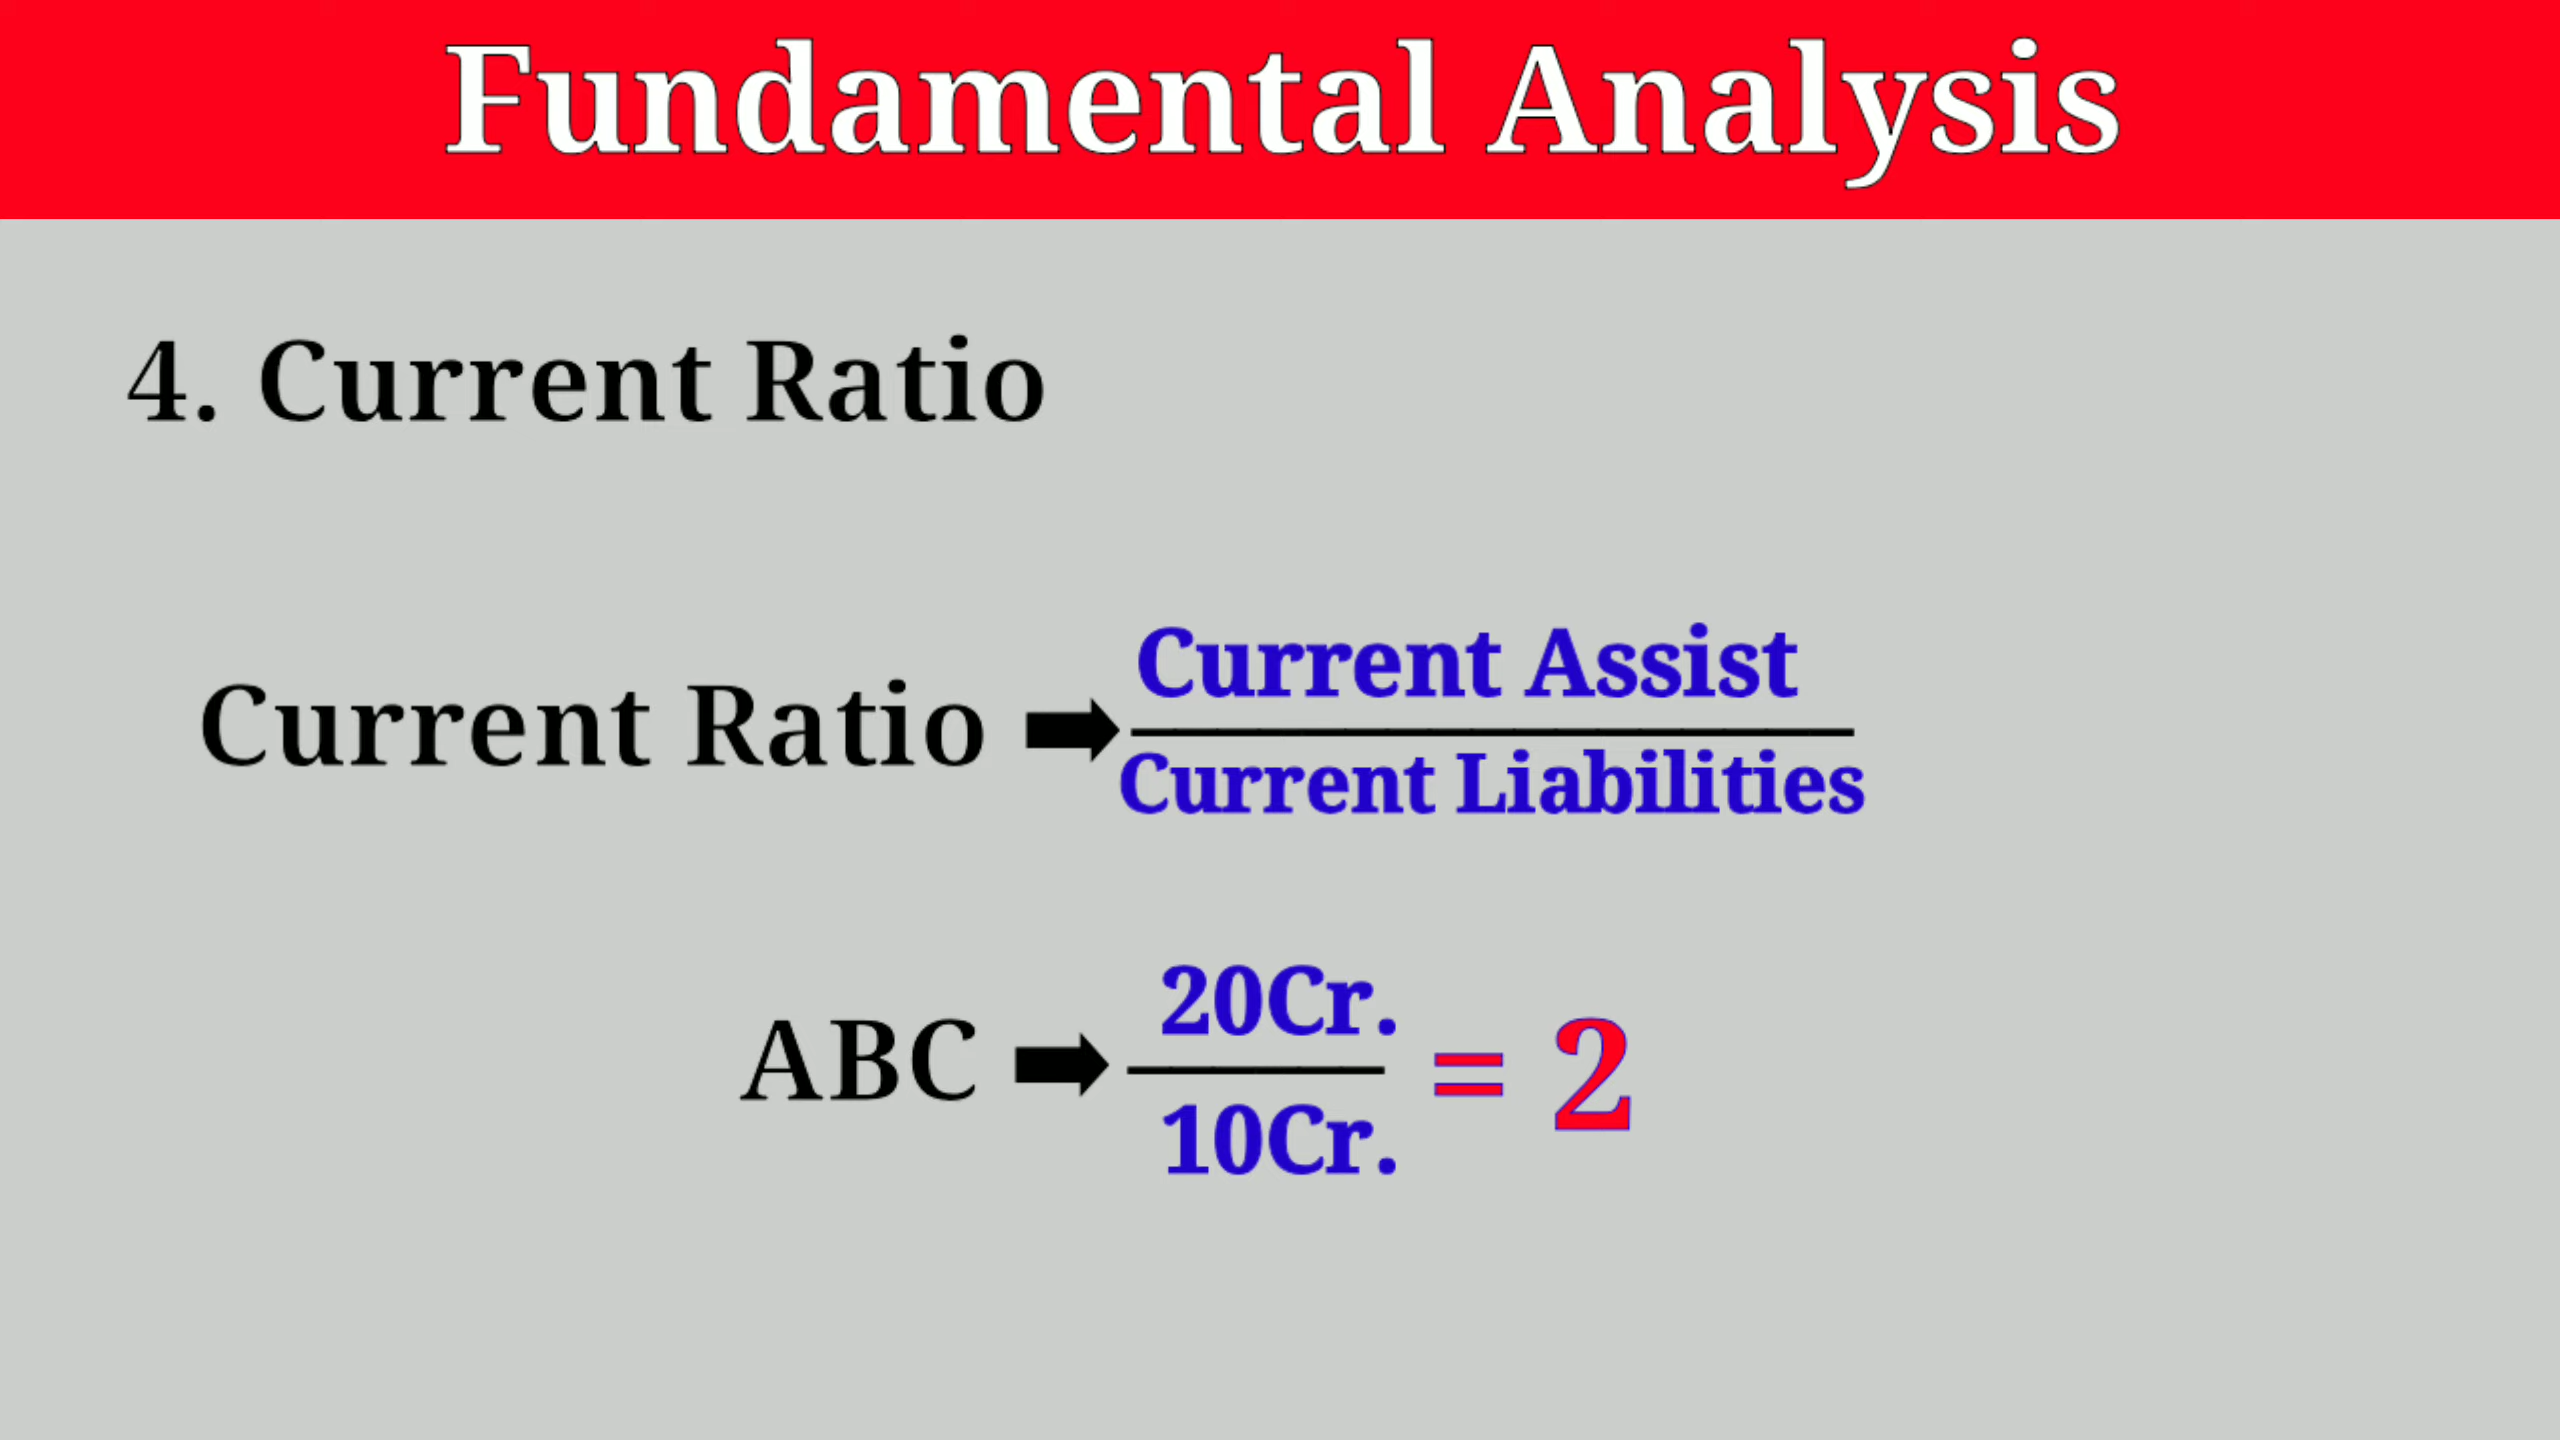 Fundamental Analysis
4. Current Ratio
Current Assist
Current Ratio ➡
Current Liabilities
20Cr.
ABC ➡ = 2
10Cr.